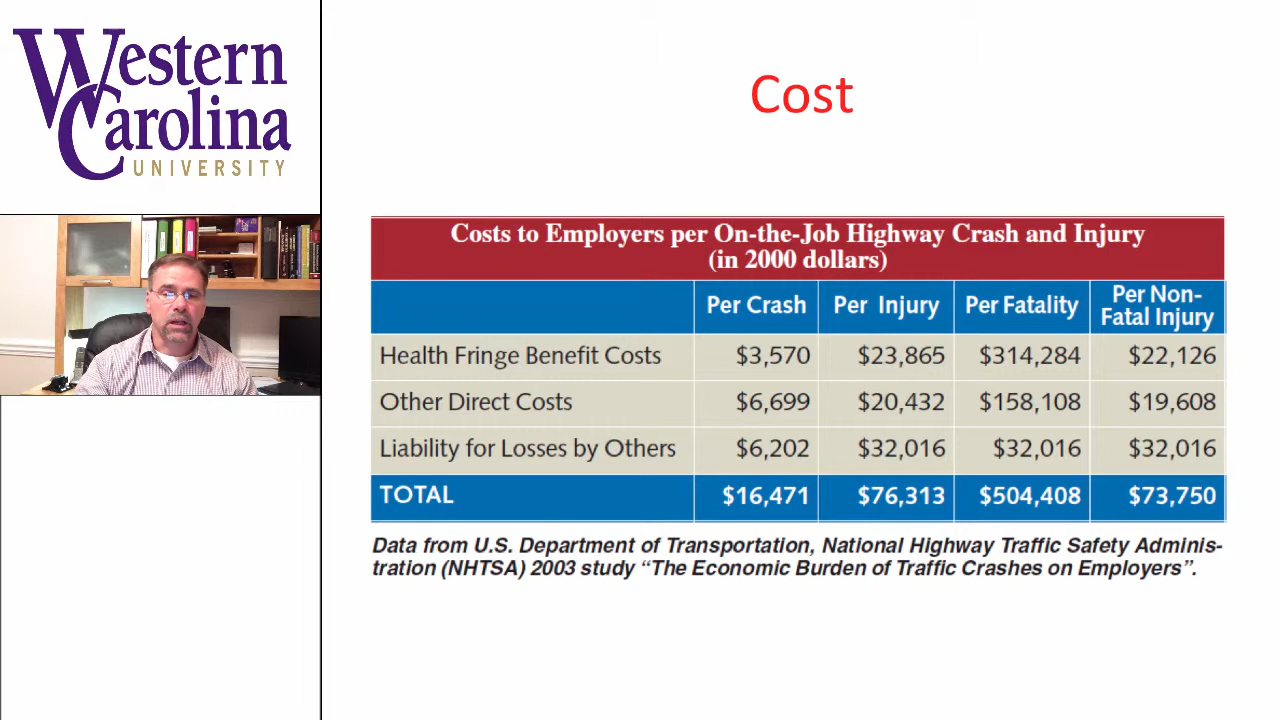 Western
Carolina
UNIVERSITY
Cost
Costs to Employers per On-the-Job Highway Crash and Injury
(in 2000 dollars)
Per Crash Per Injury Per Fatality Per Non-
Fatal Injury
Health Fringe Benefit Costs $3,570 $23,865 $314,284 $22,126
Other Direct Costs $6,699 $20,432 $158,108 $19,608
Liability for Losses by Others $6,202 $32,016 $32,016 $32,016
TOTAL $16,471 $76,313 $504,408 $73,750
Data from U.S. Department of Transportation, National Highway Traffic Safety Adminis-
tration (NHTSA) 2003 study “The Economic Burden of Traffic Crashes on Employers”.